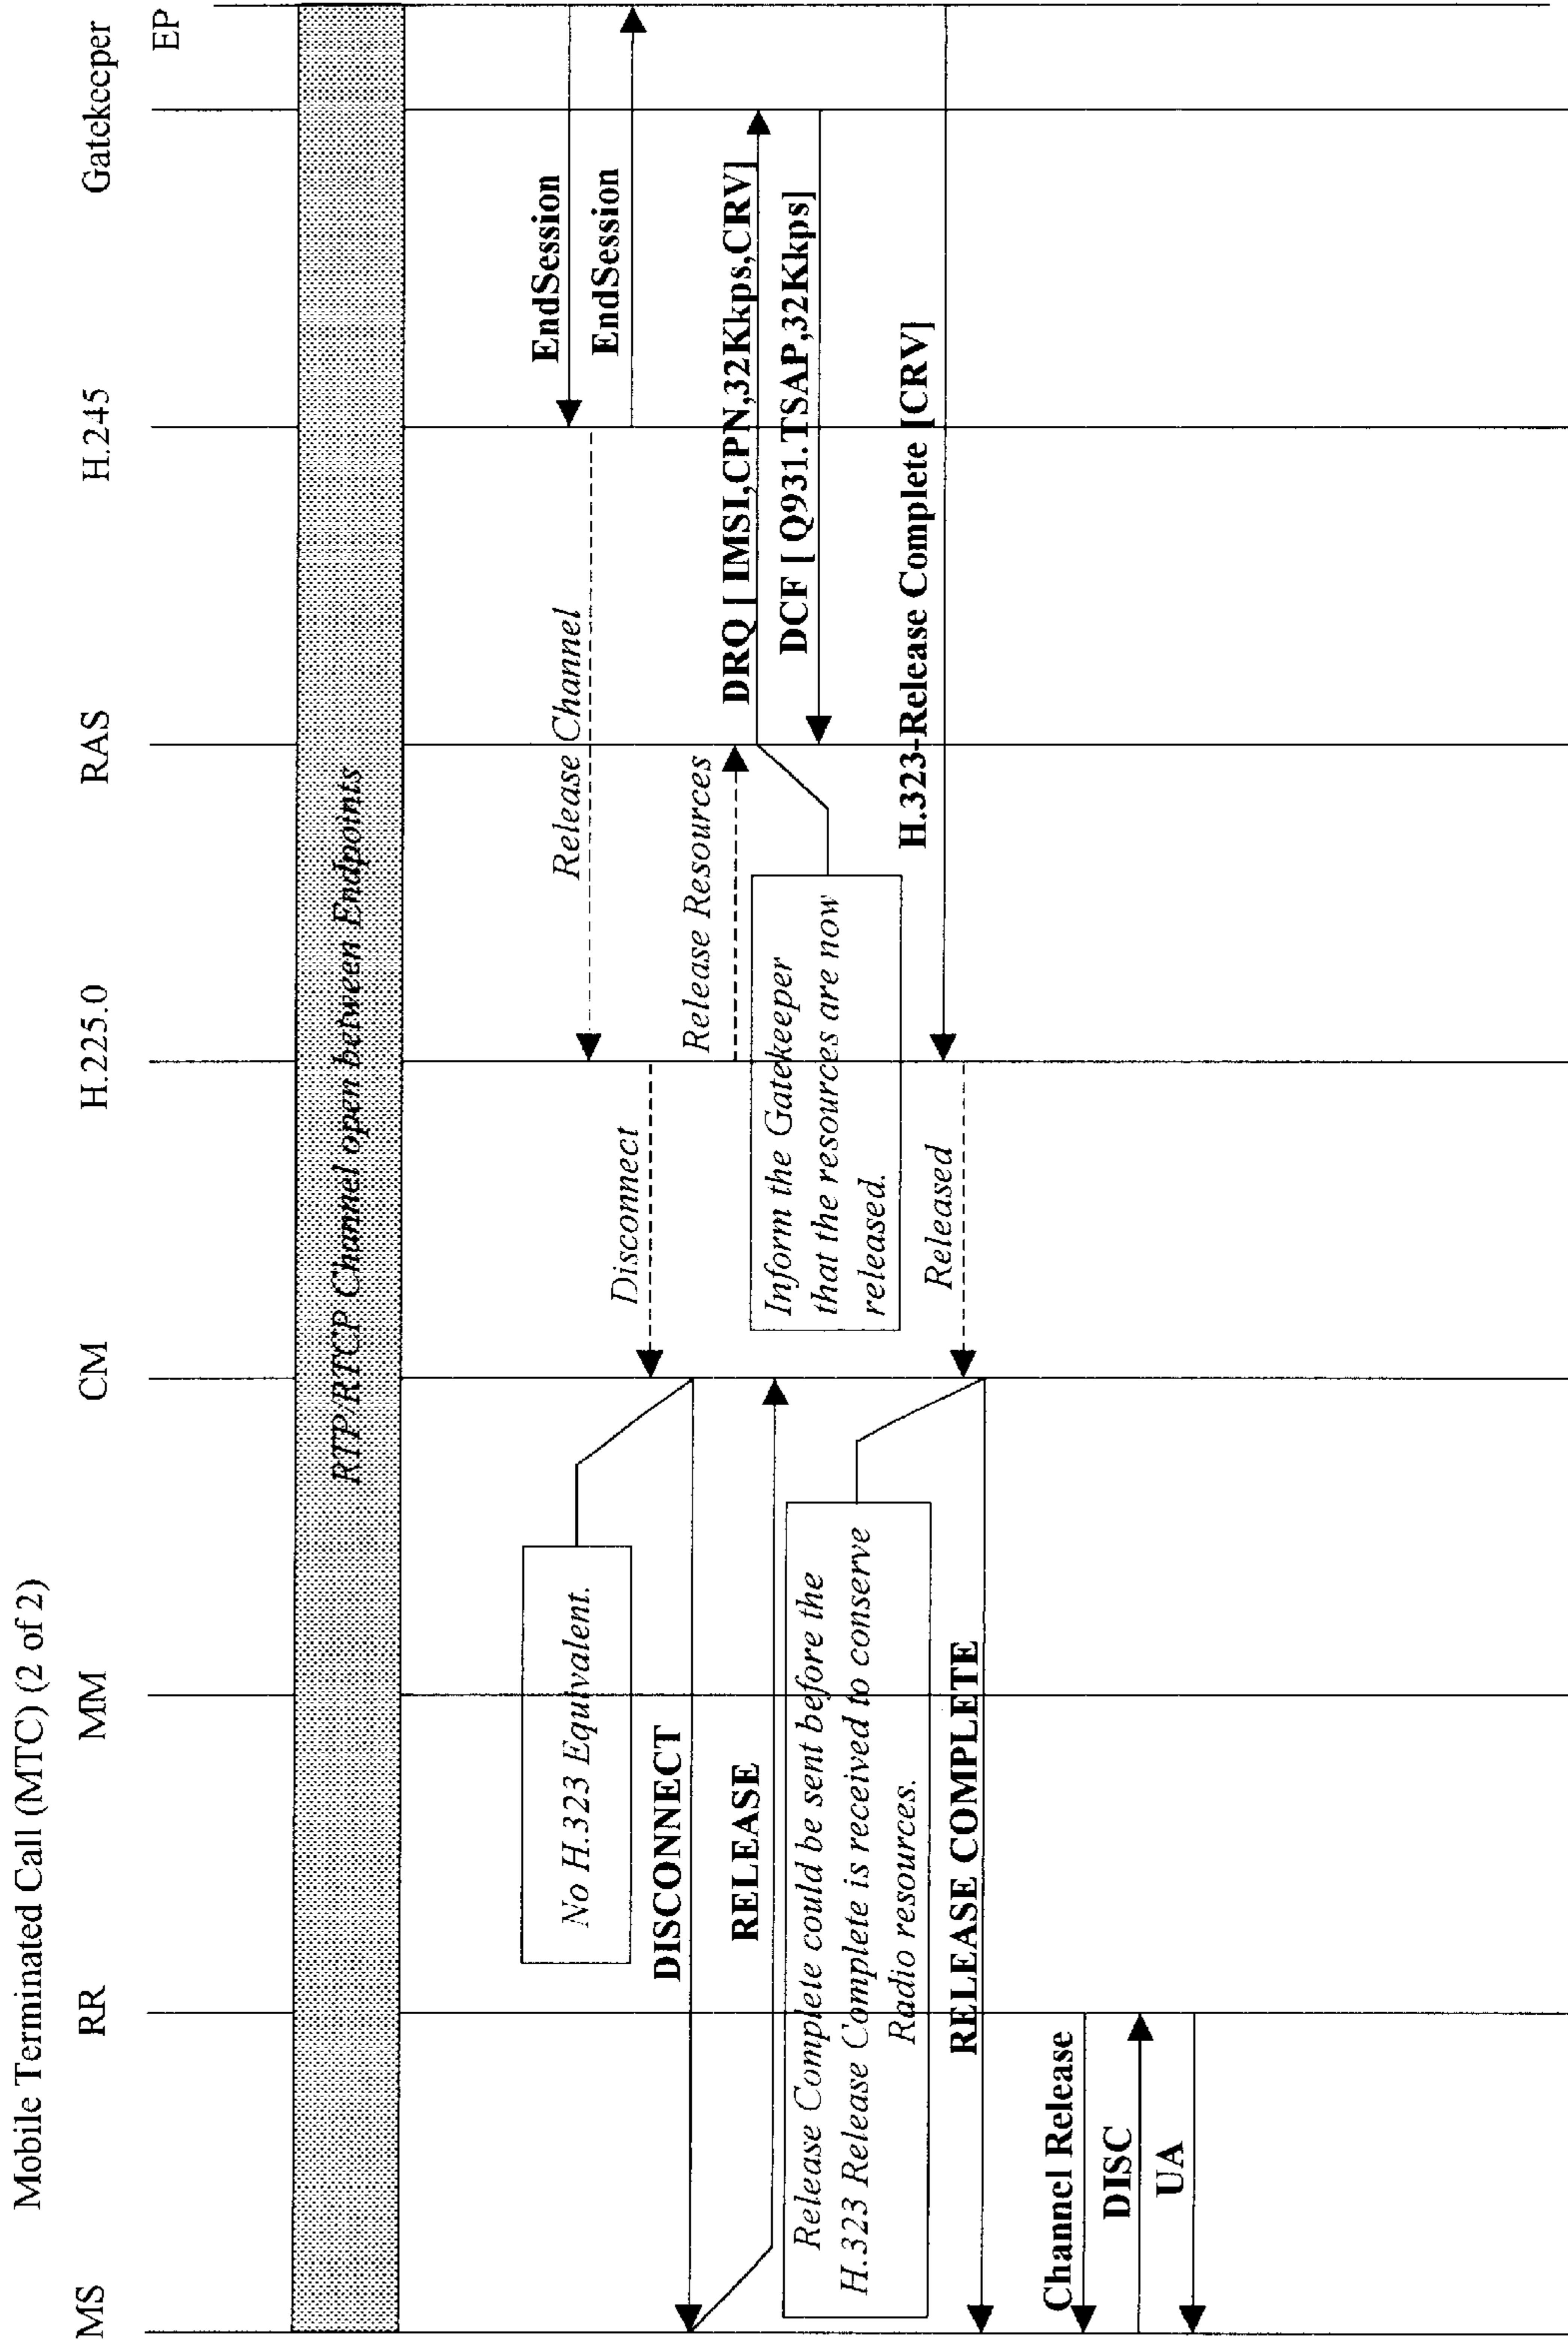 Mobile Terminated Call (MTC) (2 of 2)
MS
RR
MM
CM
H.225.0
RAS
H.245
Gatekeeper
EP
RTP/RTCP Channel open between Endpoints
EndSession
Release Channel
EndSession
No H.323 Equivalent.
Disconnect
DISCONNECT
Release Resources
DRQ [ IMSI,CPN,32Kkps,CRV]
RELEASE
DCF [ Q931.TSAP,32Kkps]
Inform the Gatekeeper
that the resources are now
released.
Release Complete could be sent before the
H.323 Release Complete is received to conserve
Radio resources.
H.323-Release Complete [CRV]
Released
RELEASE COMPLETE
Channel Release
DISC
UA